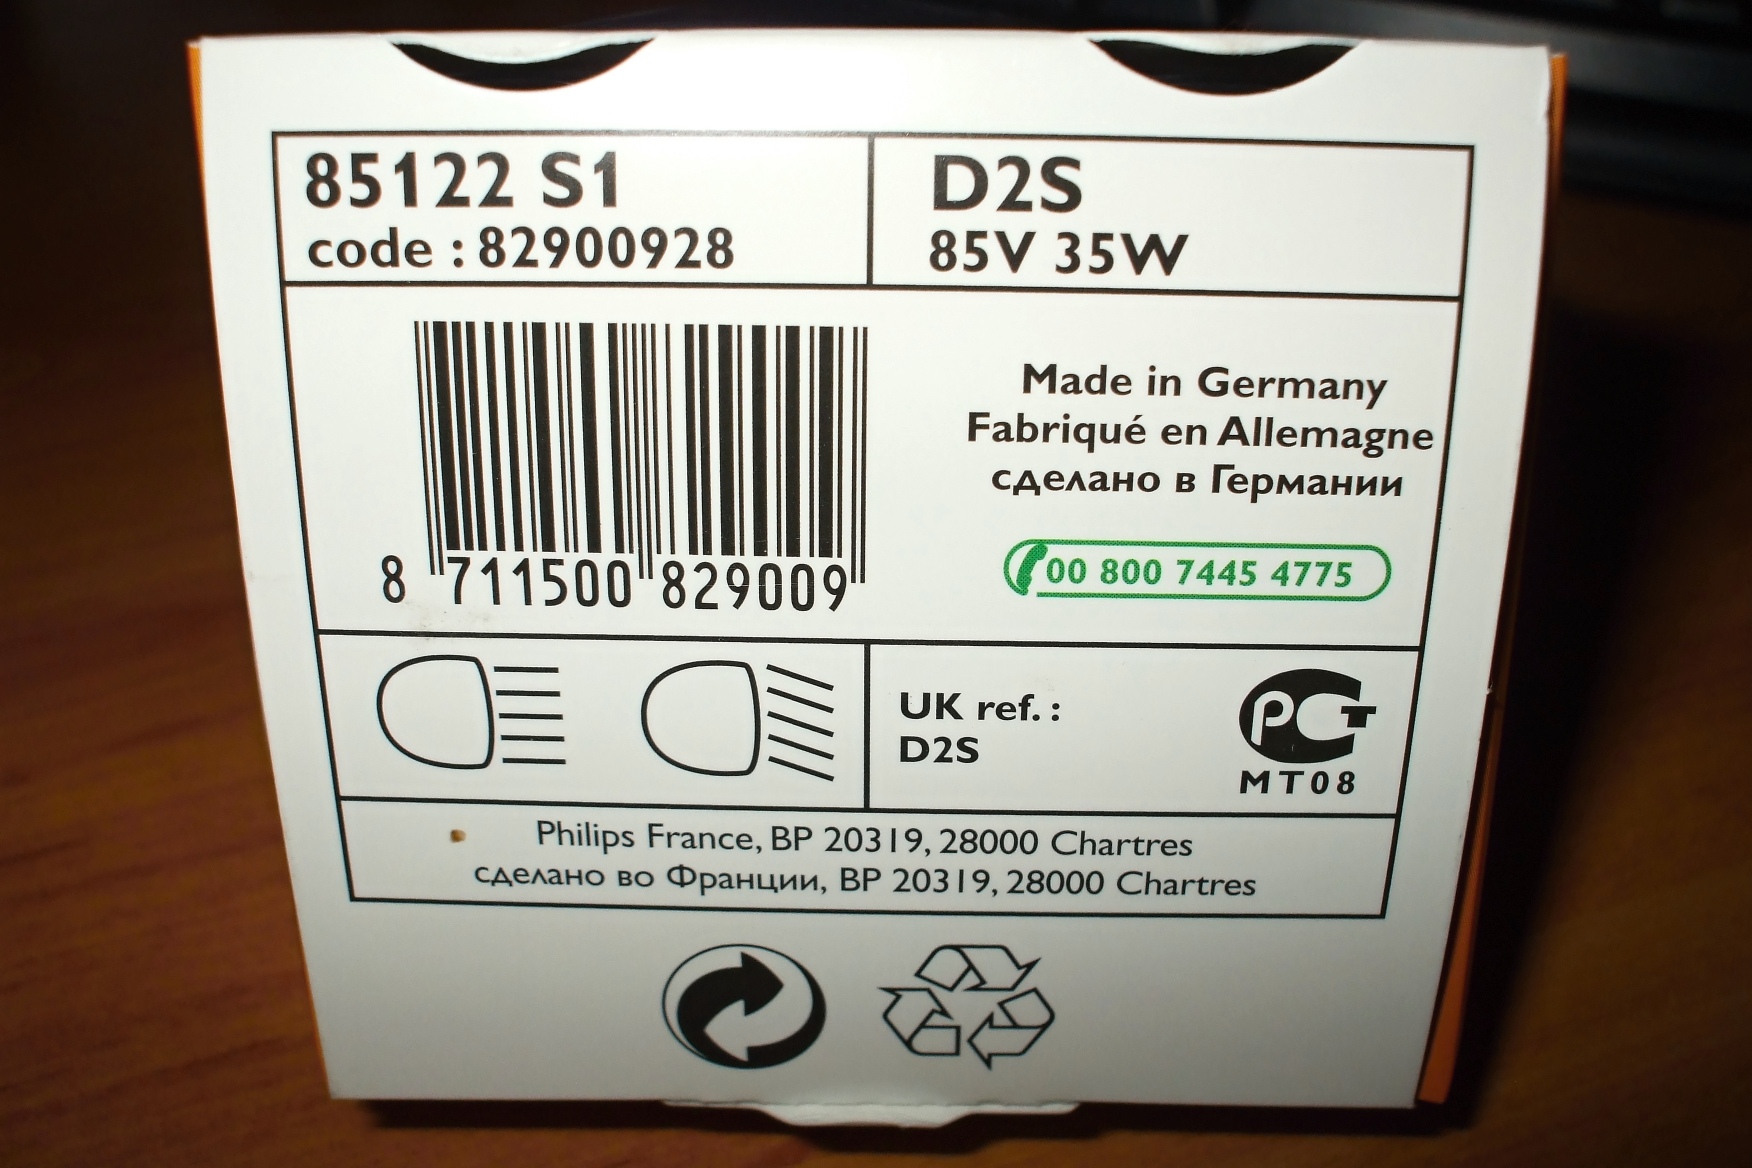 85122 S1
code : 82900928
D2S
85V 35W
8 711500 829009
Made in Germany
Fabriqué en Allemagne
сделано в Германии
00 800 7445 4775
UK ref. :
D2S
РСТ
МТ08
Philips France, BP 20319, 28000 Chartres
сделано во Франции, BP 20319, 28000 Chartres